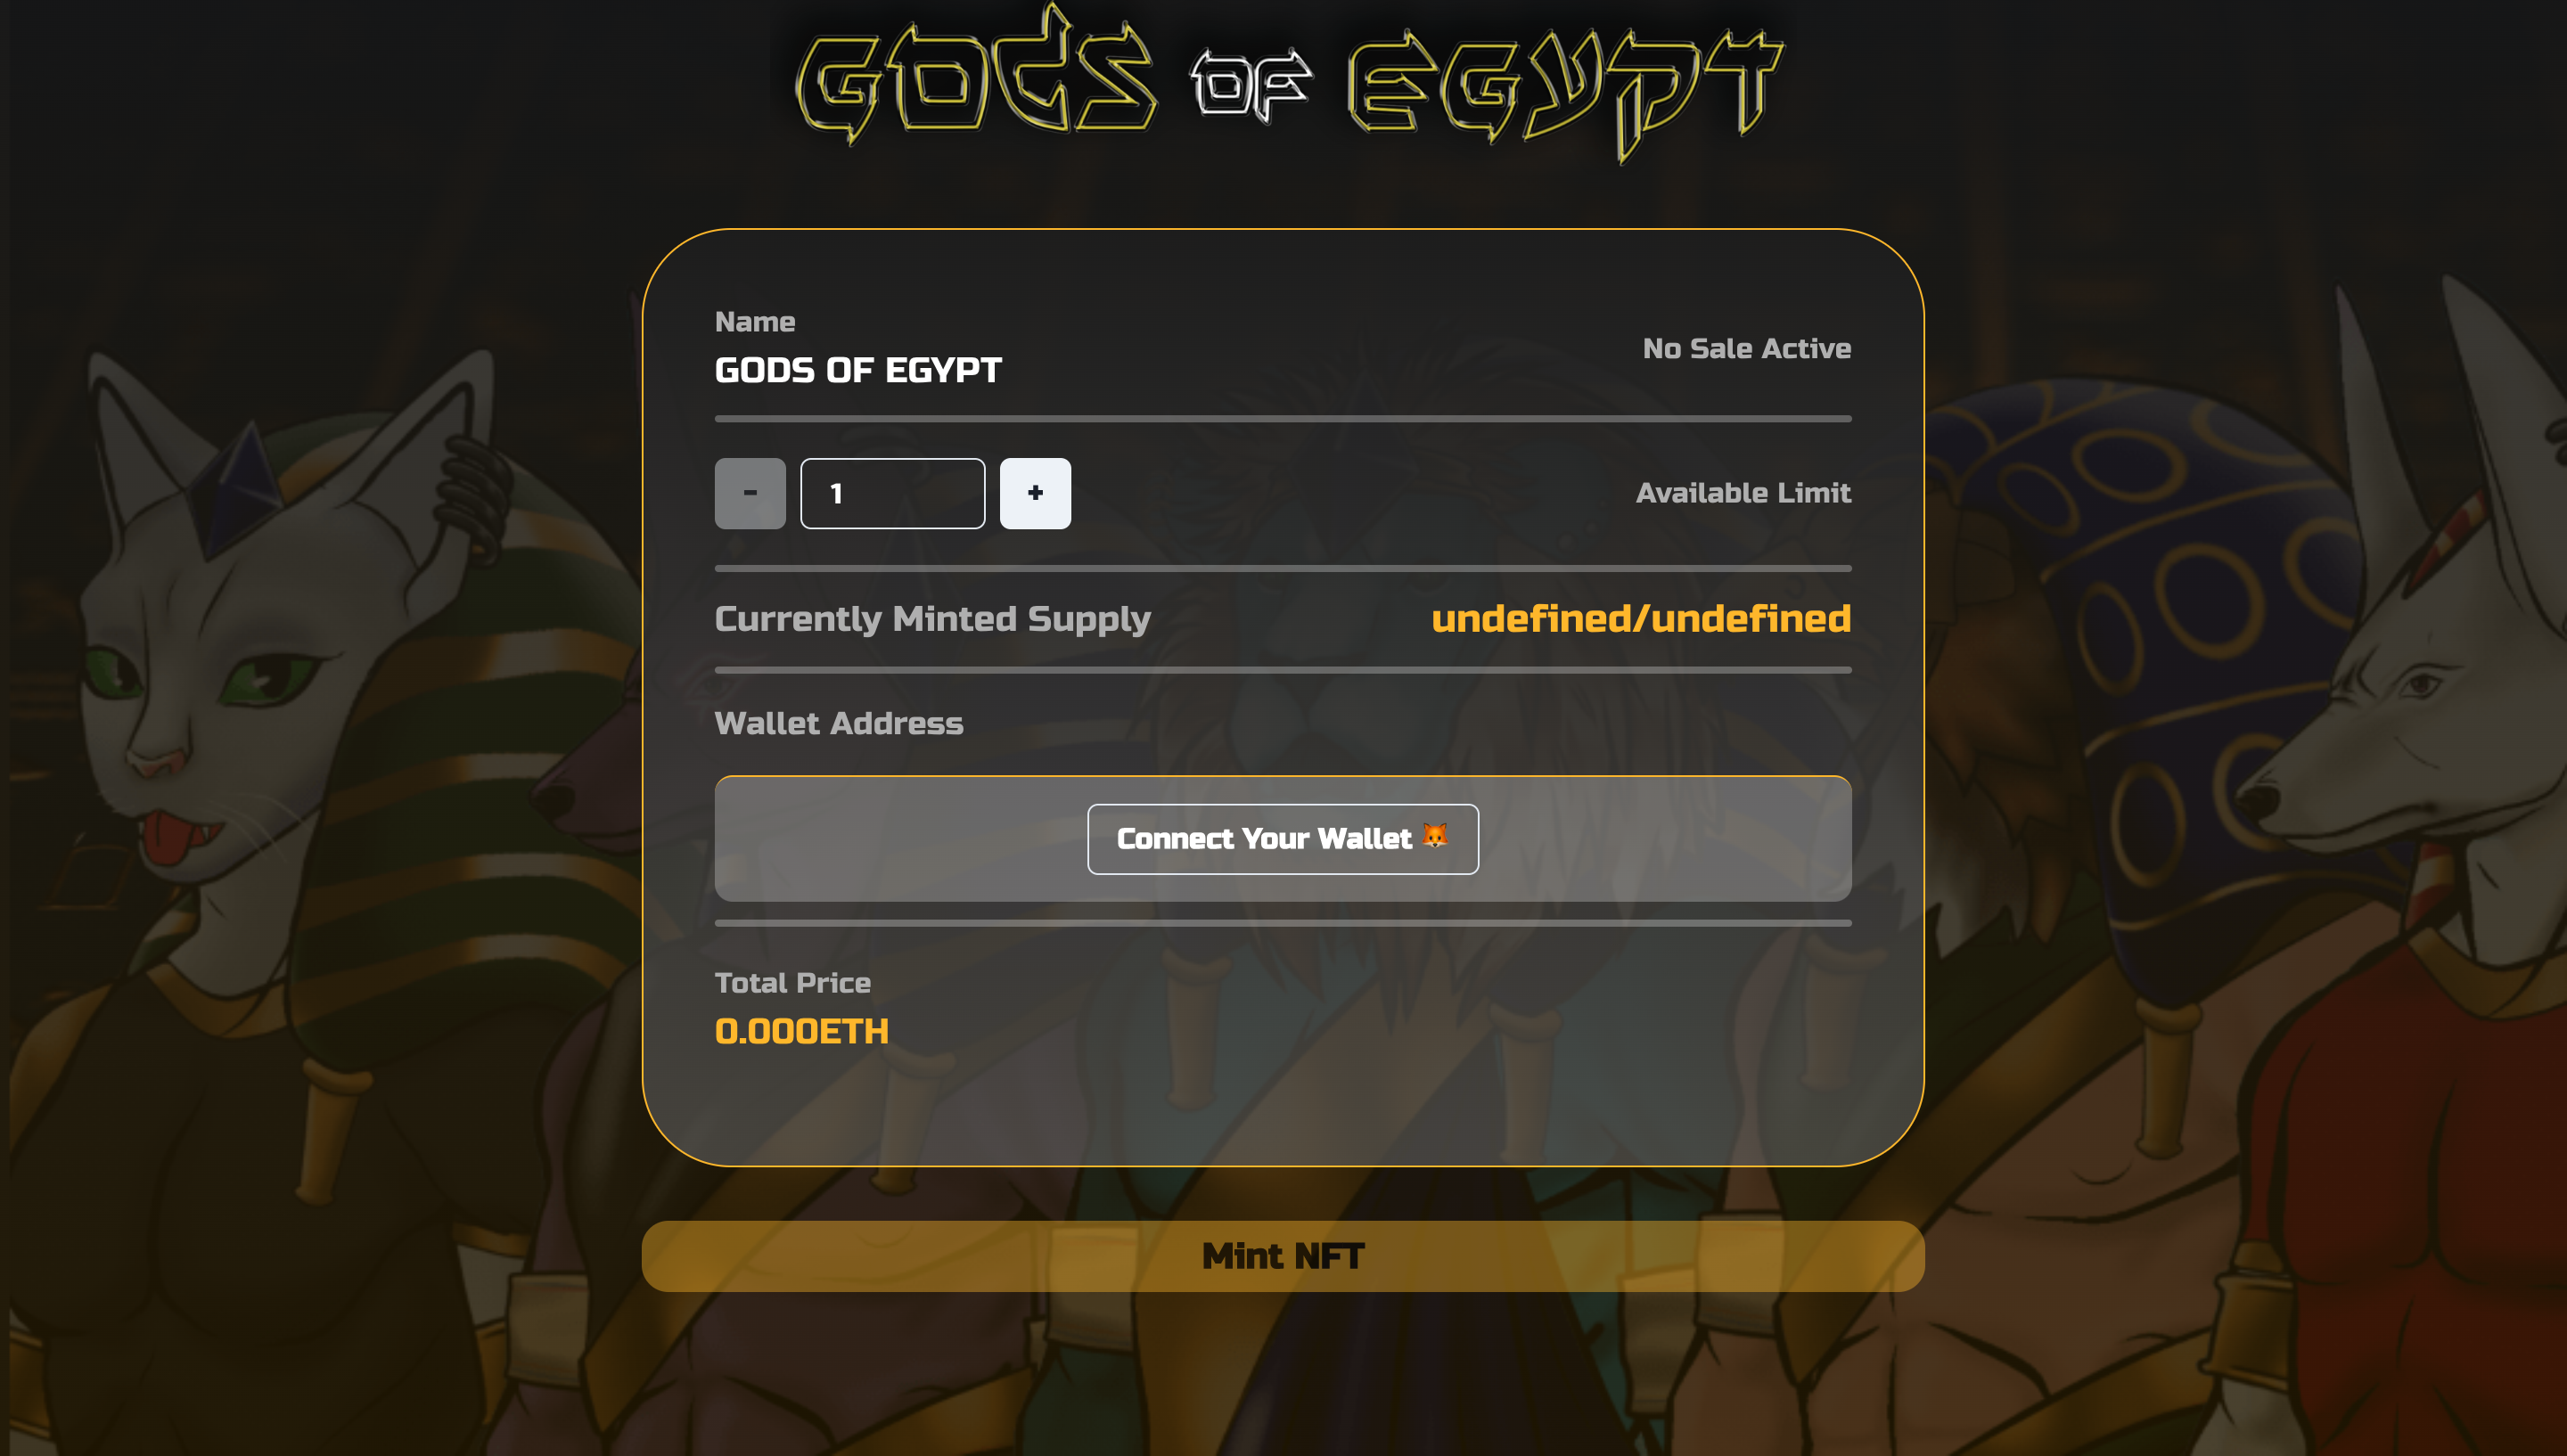 GODS OF EGYPT
Name
GODS OF EGYPT
No Sale Active
-
1
+
Available Limit
Currently Minted Supply
undefined/undefined
Wallet Address
Connect Your Wallet 🦊
Total Price
0.000ETH
Mint NFT